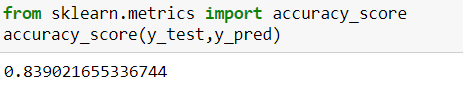 from sklearn.metrics import accuracy_score
accuracy_score(y_test,y_pred)
0.839021655336744